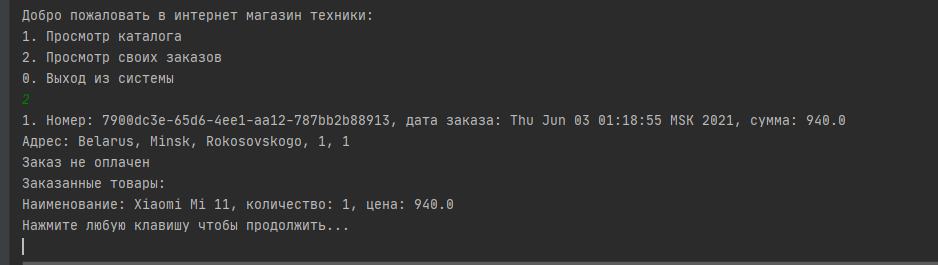 Добро пожаловать в интернет магазин техники:
1. Просмотр каталога
2. Просмотр своих заказов
0. Выход из системы
2
1. Номер: 7900dc3e-65d6-4ee1-aa12-787bb2b88913, дата заказа: Thu Jun 03 01:18:55 MSK 2021, сумма: 940.0
Адрес: Belarus, Minsk, Rokosovskogo, 1, 1
Заказ не оплачен
Заказанные товары:
Наименование: Xiaomi Mi 11, количество: 1, цена: 940.0
Нажмите любую клавишу чтобы продолжить...